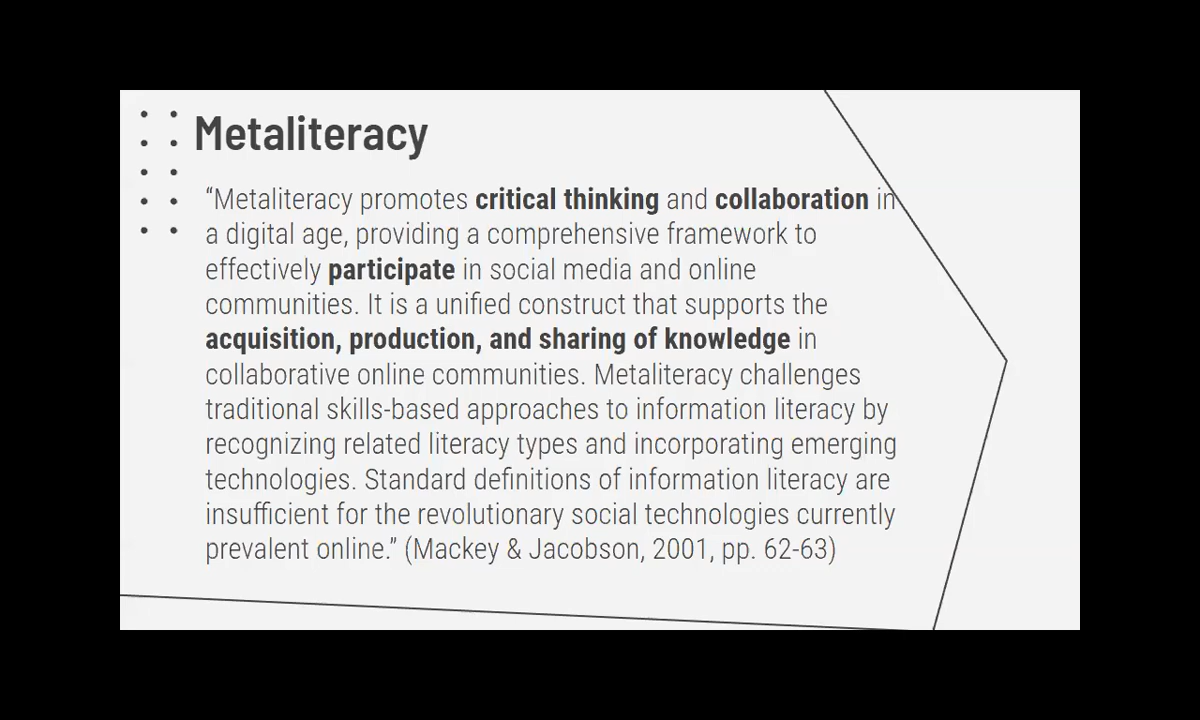 Metaliteracy
“Metaliteracy promotes critical thinking and collaboration in
a digital age, providing a comprehensive framework to
effectively participate in social media and online
communities. It is a unified construct that supports the
acquisition, production, and sharing of knowledge in
collaborative online communities. Metaliteracy challenges
traditional skills-based approaches to information literacy by
recognizing related literacy types and incorporating emerging
technologies. Standard definitions of information literacy are
insufficient for the revolutionary social technologies currently
prevalent online.” (Mackey & Jacobson, 2001, pp. 62-63)